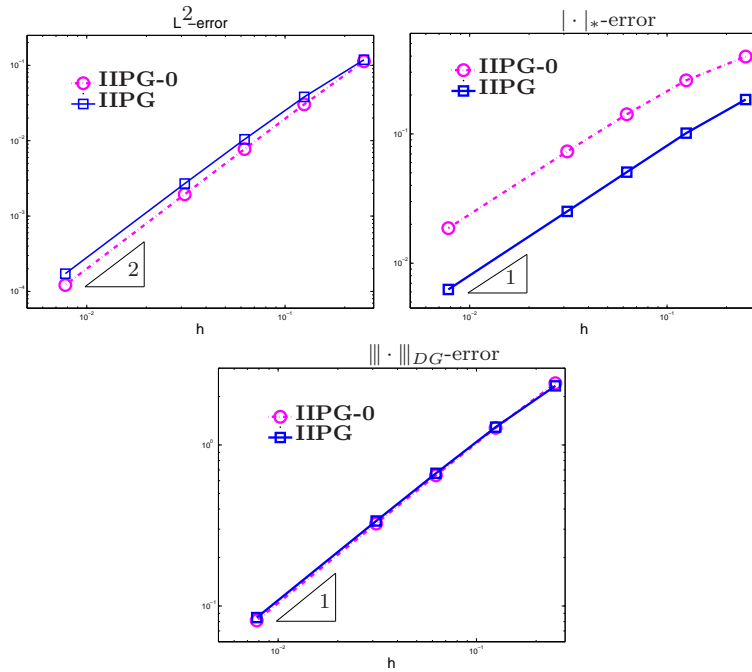 L²-error
IIPG-0
IIPG
10⁻¹
10⁻²
10⁻³
10⁻⁴
2
10⁻² 10⁻¹
h
| · |∗-error
IIPG-0
IIPG
10⁻¹
10⁻²
1
10⁻² 10⁻¹
h
||| · |||DG-error
IIPG-0
IIPG
10⁰
10⁻¹
1
10⁻² 10⁻¹
h